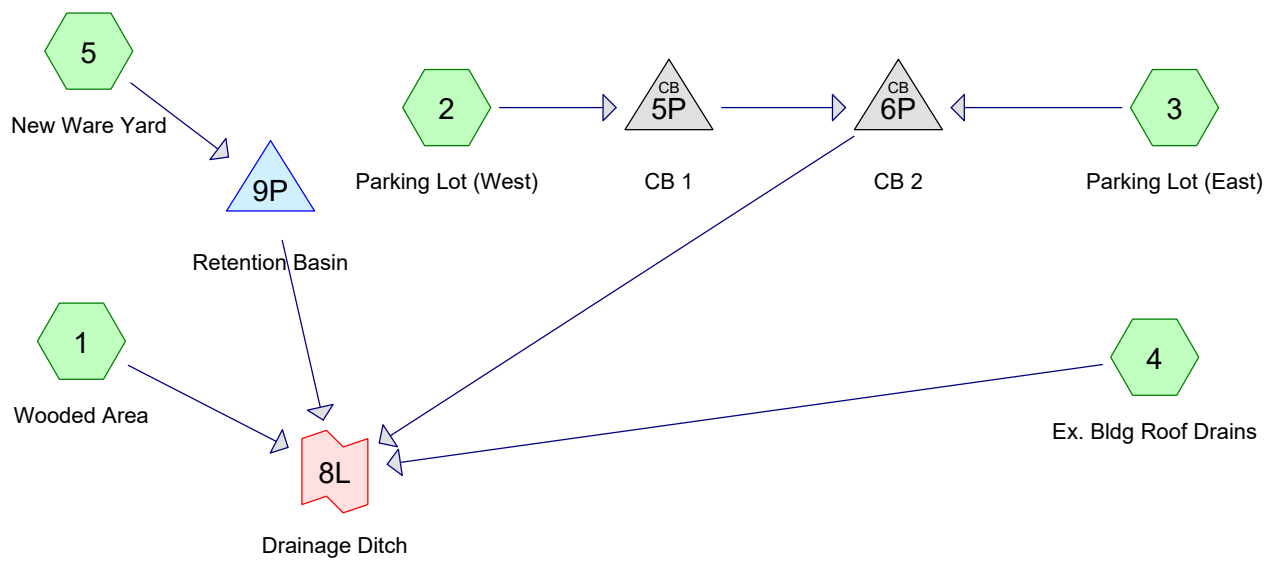 5
New Ware Yard
2
Parking Lot (West)
CB
5P
CB 1
CB
6P
CB 2
3
Parking Lot (East)
9P
Retention Basin
1
Wooded Area
4
Ex. Bldg Roof Drains
8L
Drainage Ditch